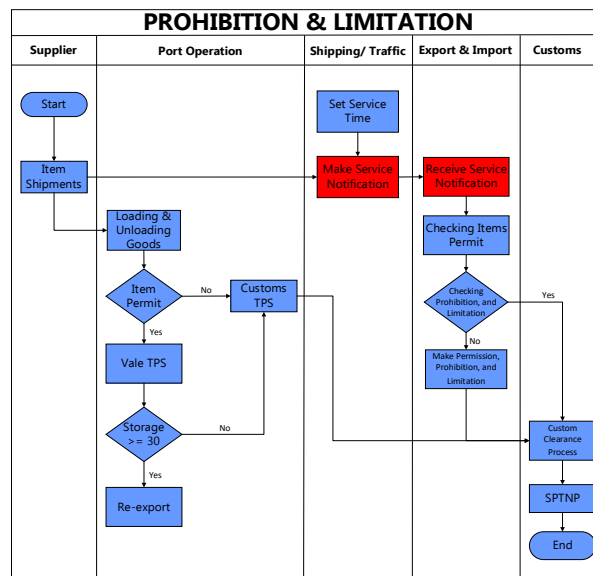 PROHIBITION & LIMITATION
Supplier
Port Operation
Shipping/ Traffic
Export & Import
Customs
Start
Set Service
Time
Item
Shipments
Make Service
Notification
Receive Service
Notification
Loading &
Unloading
Goods
Checking Items
Permit
Item
Permit
No
Customs
TPS
Checking
Prohibition, and
Limitation
Yes
Yes
No
Vale TPS
Make Permission,
Prohibition, and
Limitation
Storage
>= 30
No
Custom
Clearance
Process
Yes
Re-export
SPTNP
End